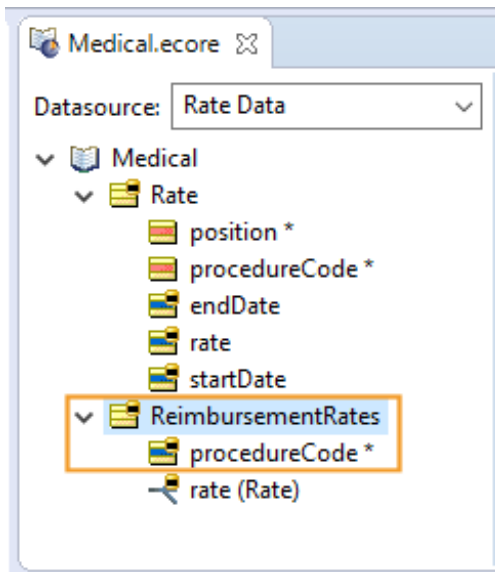 Medical.ecore
Datasource: Rate Data
Medical
Rate
position *
procedureCode *
endDate
rate
startDate
ReimbursementRates
procedureCode *
rate (Rate)